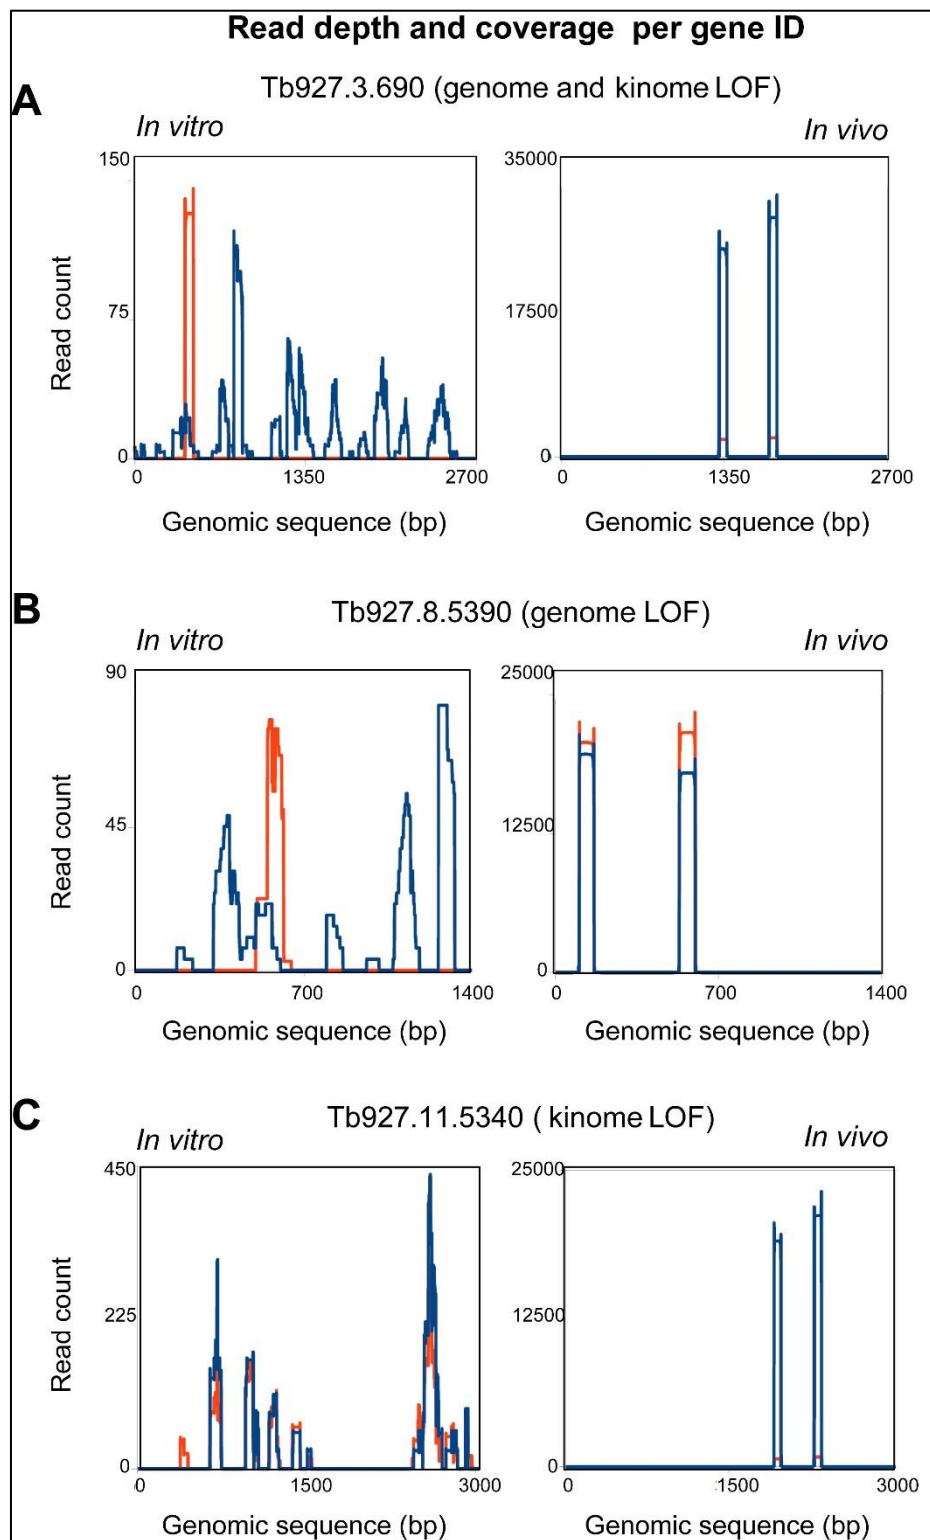 Read depth and coverage per gene ID
A
Tb927.3.690 (genome and kinome LOF)
In vitro
In vivo
150
75
0
Read count
0 1350 2700
Genomic sequence (bp)
35000
17500
0
0 1350 2700
Genomic sequence (bp)
B
Tb927.8.5390 (genome LOF)
In vitro
In vivo
90
45
0
Read count
0 700 1400
Genomic sequence (bp)
25000
12500
0
0 700 1400
Genomic sequence (bp)
C
Tb927.11.5340 ( kinome LOF)
In vitro
In vivo
450
225
0
Read count
0 1500 3000
Genomic sequence (bp)
25000
12500
0
0 1500 3000
Genomic sequence (bp)